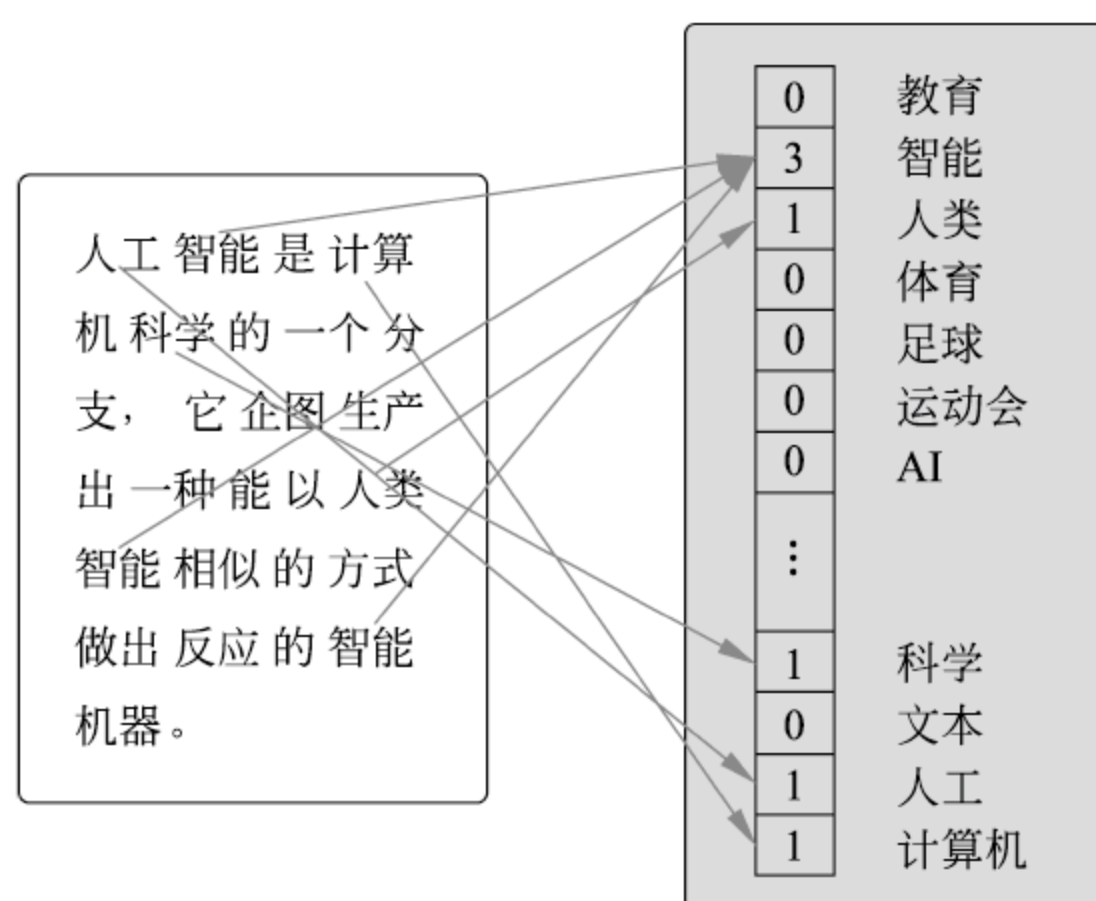 人工 智能 是 计算
机 科学 的 一个 分
支， 它 企图 生产
出 一种 能 以 人类
智能 相似 的 方式
做出 反应 的 智能
机器。
0 教育
3 智能
1 人类
0 体育
0 足球
0 运动会
0 AI
⋮
1 科学
0 文本
1 人工
1 计算机